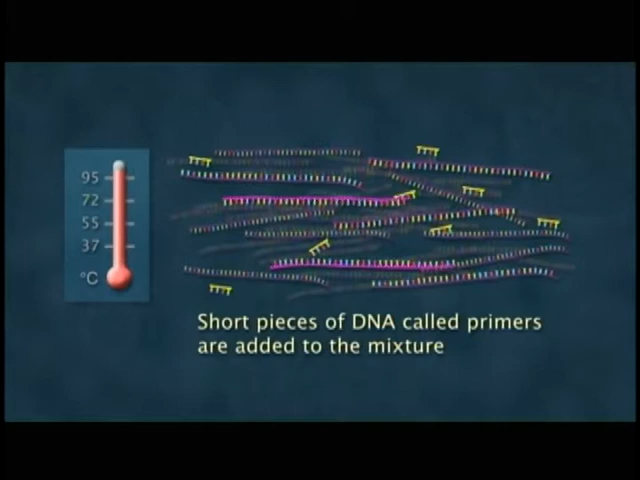 95
72
55
37
°C
Short pieces of DNA called primers
are added to the mixture